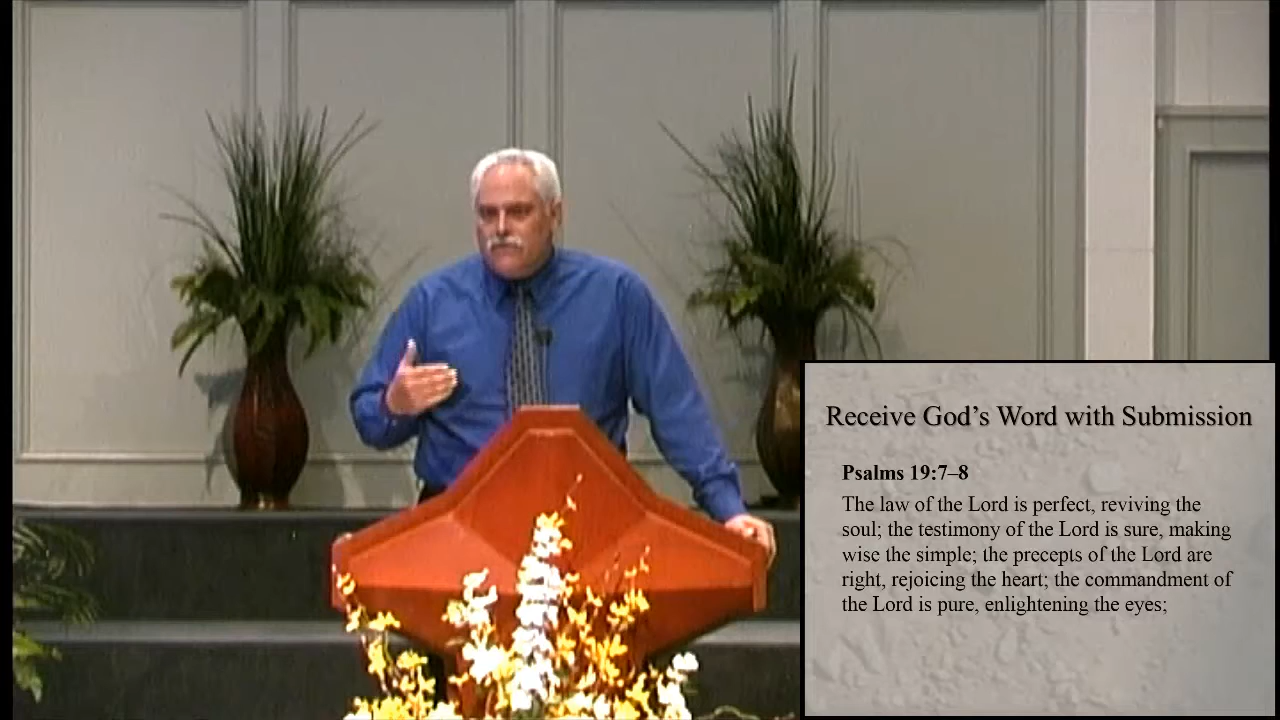 Receive God’s Word with Submission
Psalms 19:7–8
The law of the Lord is perfect, reviving the
soul; the testimony of the Lord is sure, making
wise the simple; the precepts of the Lord are
right, rejoicing the heart; the commandment of
the Lord is pure, enlightening the eyes;